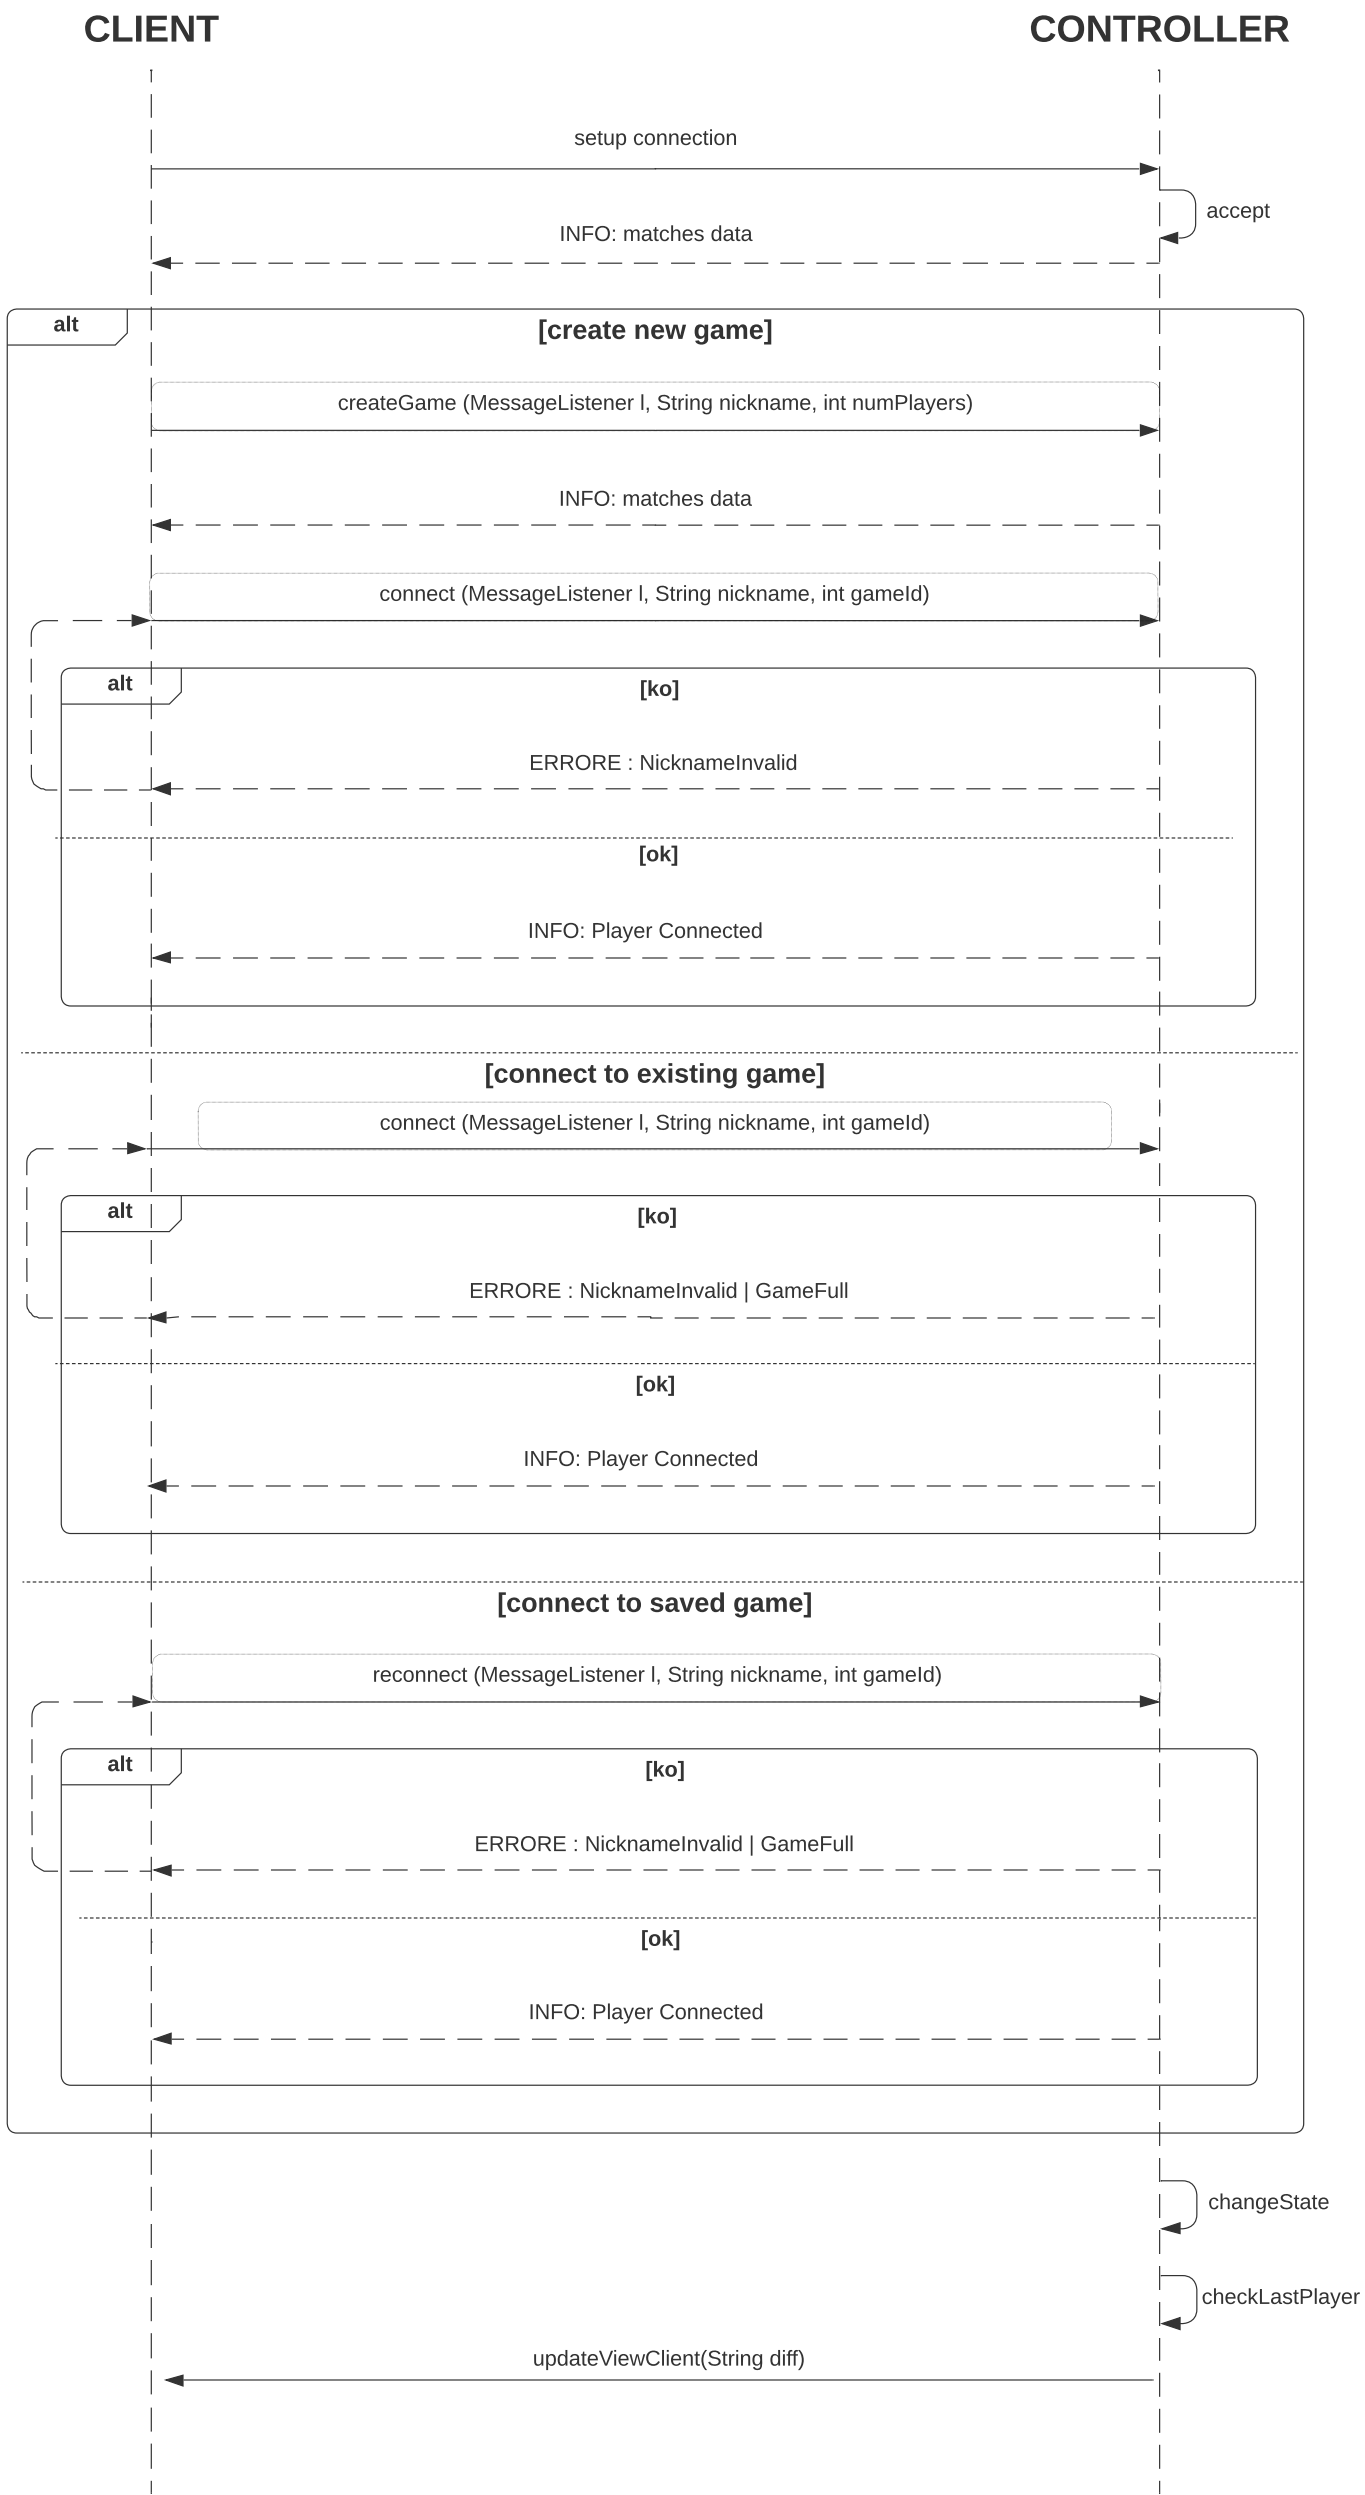 CLIENT
CONTROLLER
setup connection
accept
INFO: matches data
alt
[create new game]
createGame (MessageListener l, String nickname, int numPlayers)
INFO: matches data
connect (MessageListener l, String nickname, int gameId)
alt
[ko]
ERRORE : NicknameInvalid
[ok]
INFO: Player Connected
[connect to existing game]
connect (MessageListener l, String nickname, int gameId)
alt
[ko]
ERRORE : NicknameInvalid | GameFull
[ok]
INFO: Player Connected
[connect to saved game]
reconnect (MessageListener l, String nickname, int gameId)
alt
[ko]
ERRORE : NicknameInvalid | GameFull
[ok]
INFO: Player Connected
changeState
checkLastPlayer
updateViewClient(String diff)